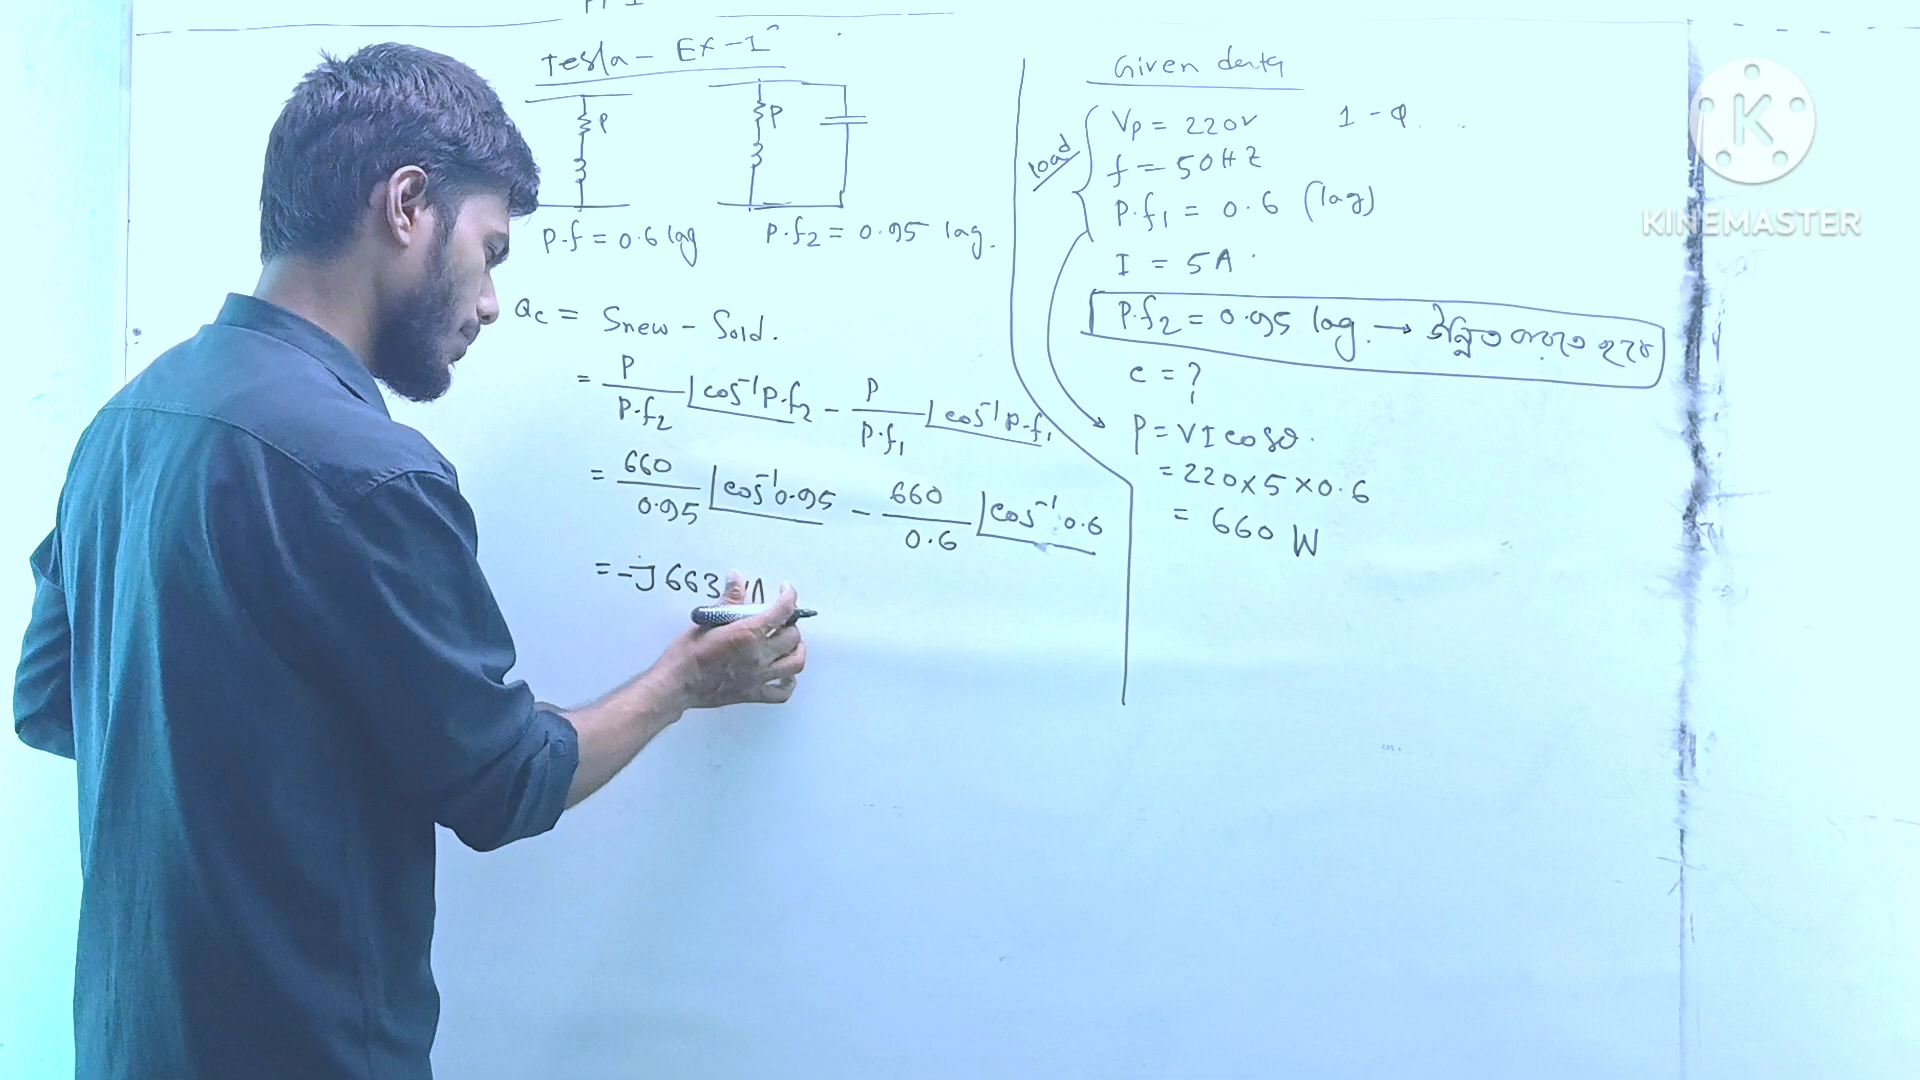 Tesla - Ex-1
P
P
P.f = 0.6 lag
P.f₂ = 0.95 lag.
Qc = Snew - Sold.
= P/P.f₂ ∠cos⁻¹P.f₂ - P/P.f₁ ∠cos⁻¹P.f₁
= 660/0.95 ∠cos⁻¹0.95 - 660/0.6 ∠cos⁻¹0.6
= -J663
Given data
load
Vp = 220V 1-φ
f = 50HZ
P.f₁ = 0.6 (lag)
I = 5A
P.f₂ = 0.95 lag. → উন্নিত করতে হবে
c = ?
P = VI cosθ.
= 220×5×0.6
= 660 W
KINEMASTER